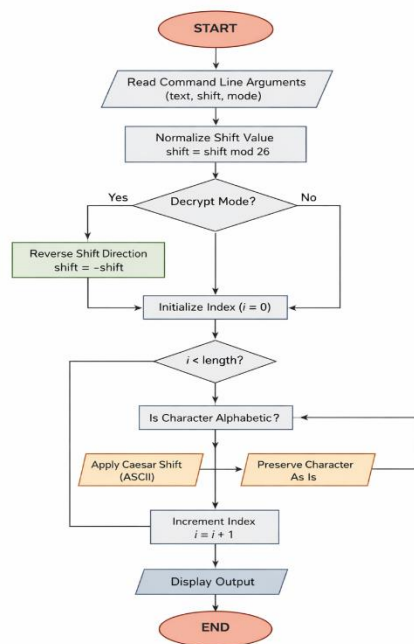 START
Read Command Line Arguments
(text, shift, mode)
Normalize Shift Value
shift = shift mod 26
Decrypt Mode?
Yes
No
Reverse Shift Direction
shift = -shift
Initialize Index (i = 0)
i < length?
Is Character Alphabetic?
Apply Caesar Shift
(ASCII)
Preserve Character
As Is
Increment Index
i = i + 1
Display Output
END